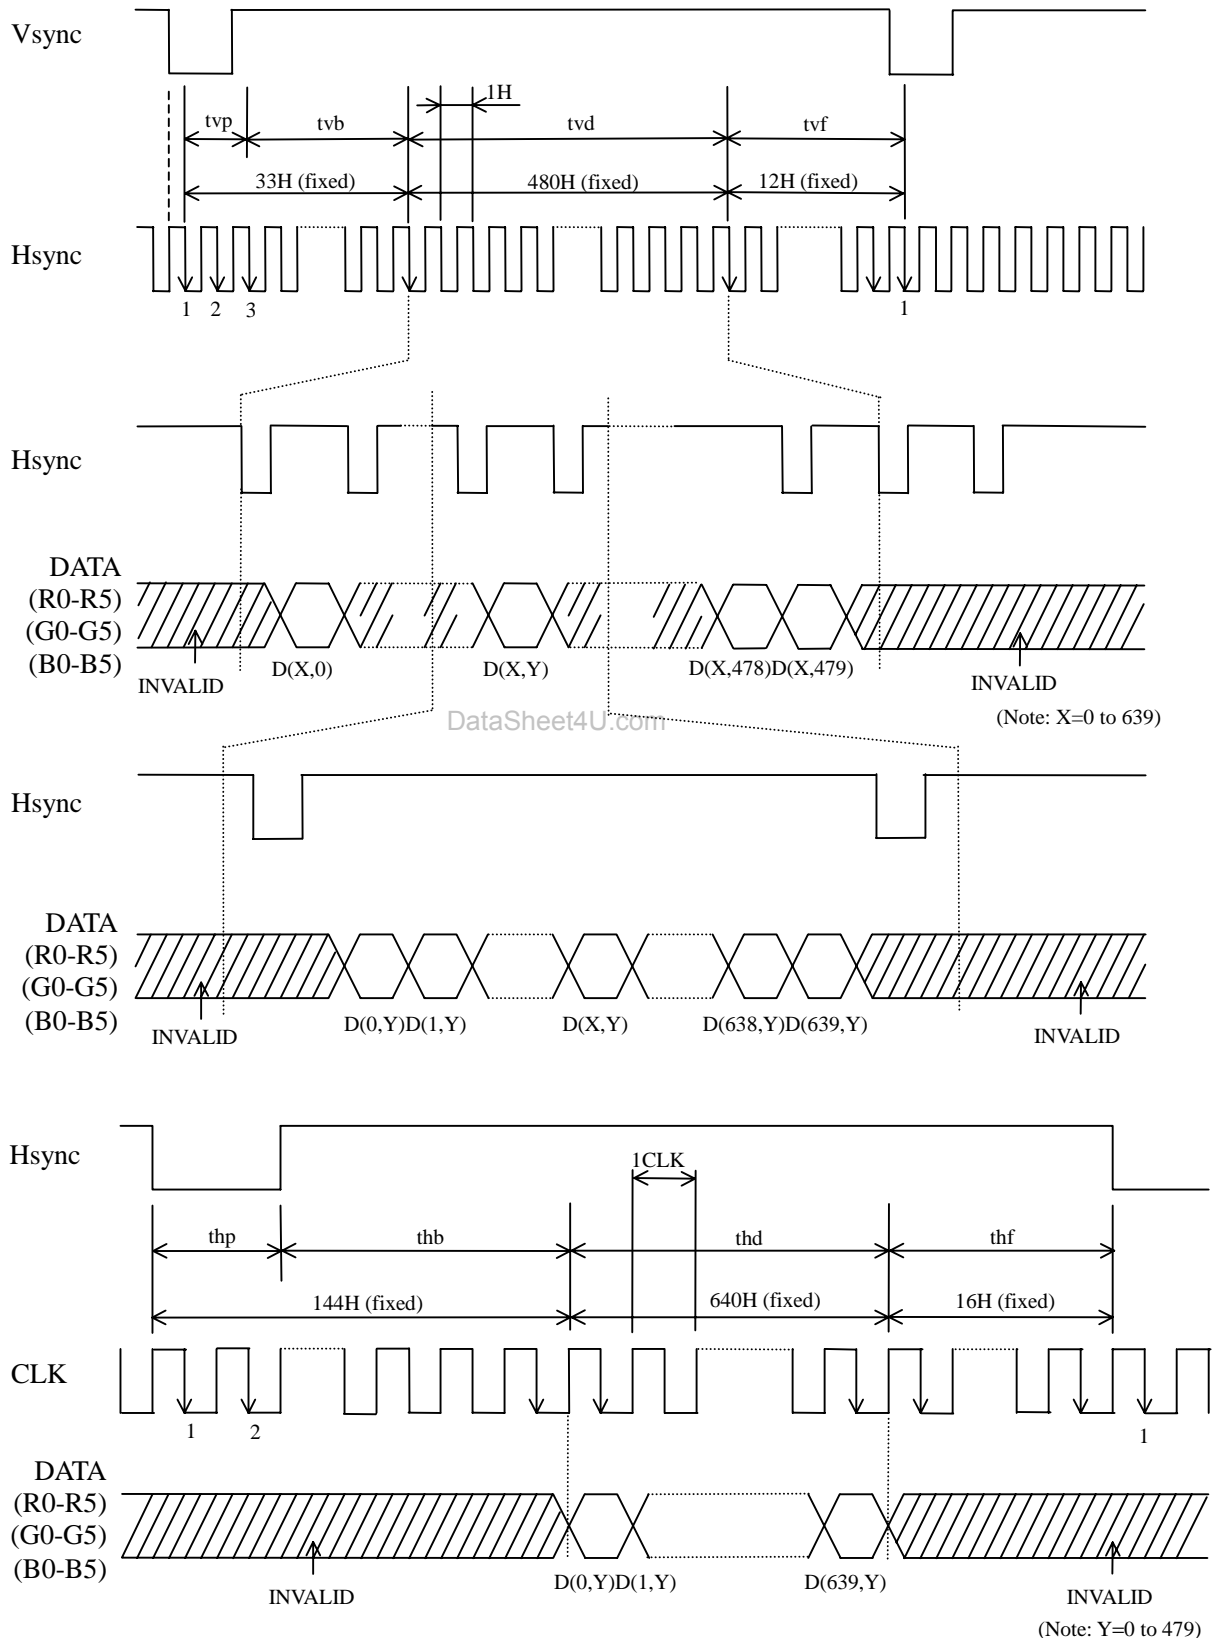 Vsync
1H
tvp tvb tvd tvf
33H (fixed) 480H (fixed) 12H (fixed)
Hsync
1 2 3 1
Hsync
DATA
(R0-R5)
(G0-G5)
(B0-B5)
INVALID
D(X,0) D(X,Y) D(X,478)D(X,479)
INVALID
(Note: X=0 to 639)
DataSheet4U.com
Hsync
DATA
(R0-R5)
(G0-G5)
(B0-B5)
INVALID
D(0,Y)D(1,Y) D(X,Y) D(638,Y)D(639,Y)
INVALID
Hsync
1CLK
thp thb thd thf
144H (fixed) 640H (fixed) 16H (fixed)
CLK
1 2 1
DATA
(R0-R5)
(G0-G5)
(B0-B5)
INVALID
D(0,Y)D(1,Y) D(639,Y)
INVALID
(Note: Y=0 to 479)